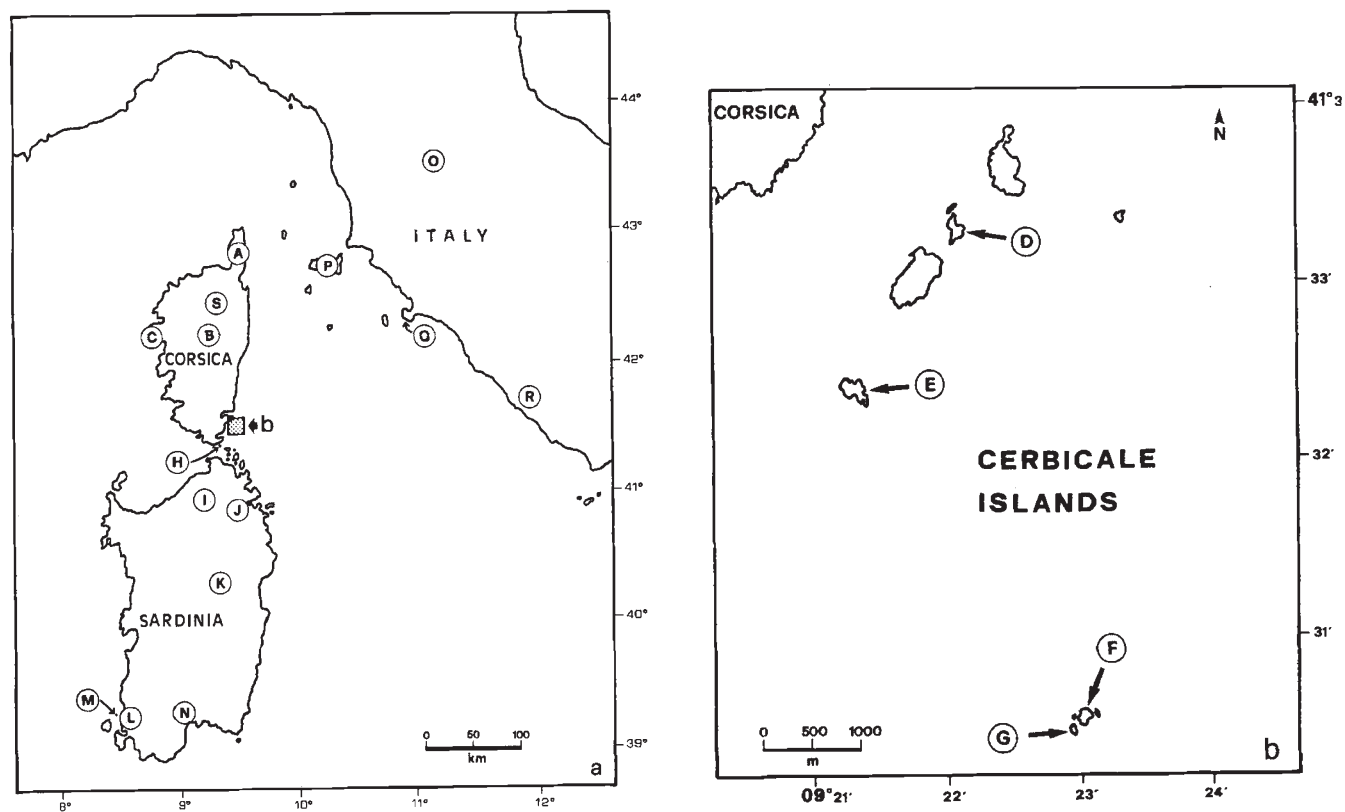 44°
O
ITALY
43°
A
P
S
C
B
Q
CORSICA
42°
R
b
H
41°
I
J
K
SARDINIA
40°
M
L
N
0 50 100
km
39°
a
8° 9° 10° 11° 12°
CORSICA
41° 3
N
D
33'
E
32'
CERBICALE
ISLANDS
31'
F
G
0 500 1000
m
b
09° 21' 22' 23' 24'